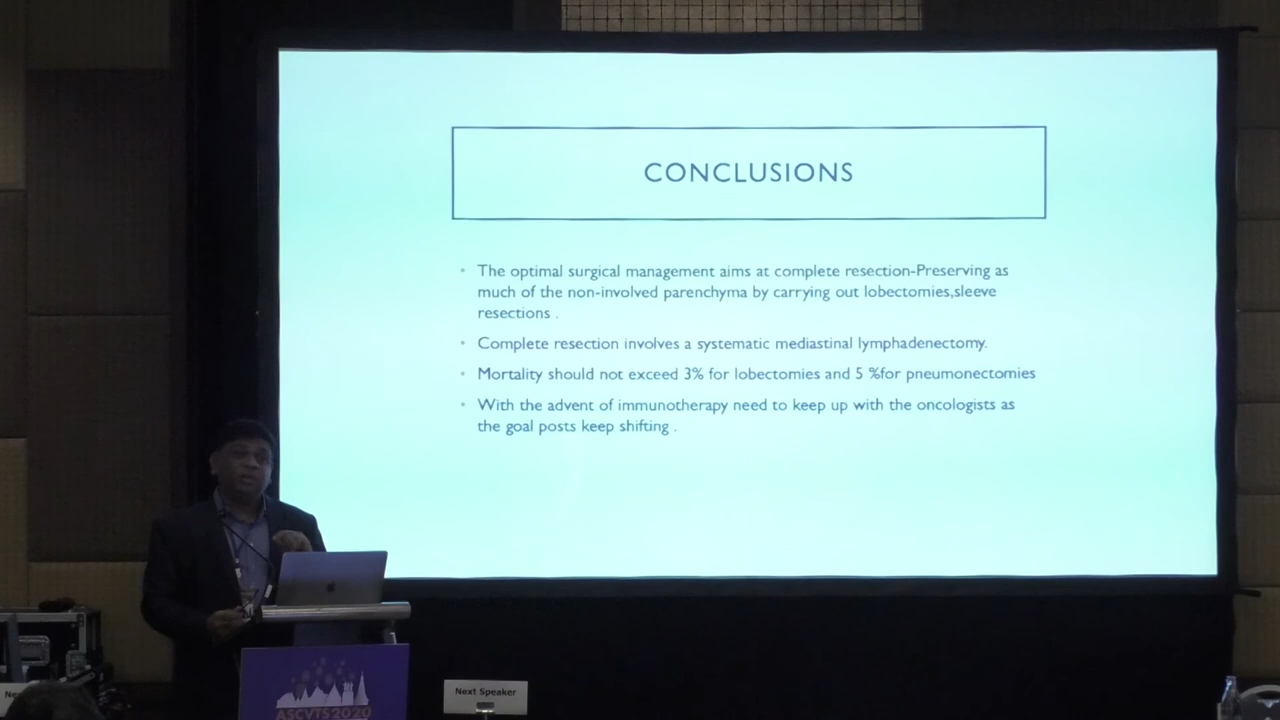 CONCLUSIONS
• The optimal surgical management aims at complete resection-Preserving as
much of the non-involved parenchyma by carrying out lobectomies,sleeve
resections .
• Complete resection involves a systematic mediastinal lymphadenectomy.
• Mortality should not exceed 3% for lobectomies and 5 %for pneumonectomies
• With the advent of immunotherapy need to keep up with the oncologists as
the goal posts keep shifting .
ASCVTS 2020
Next Speaker